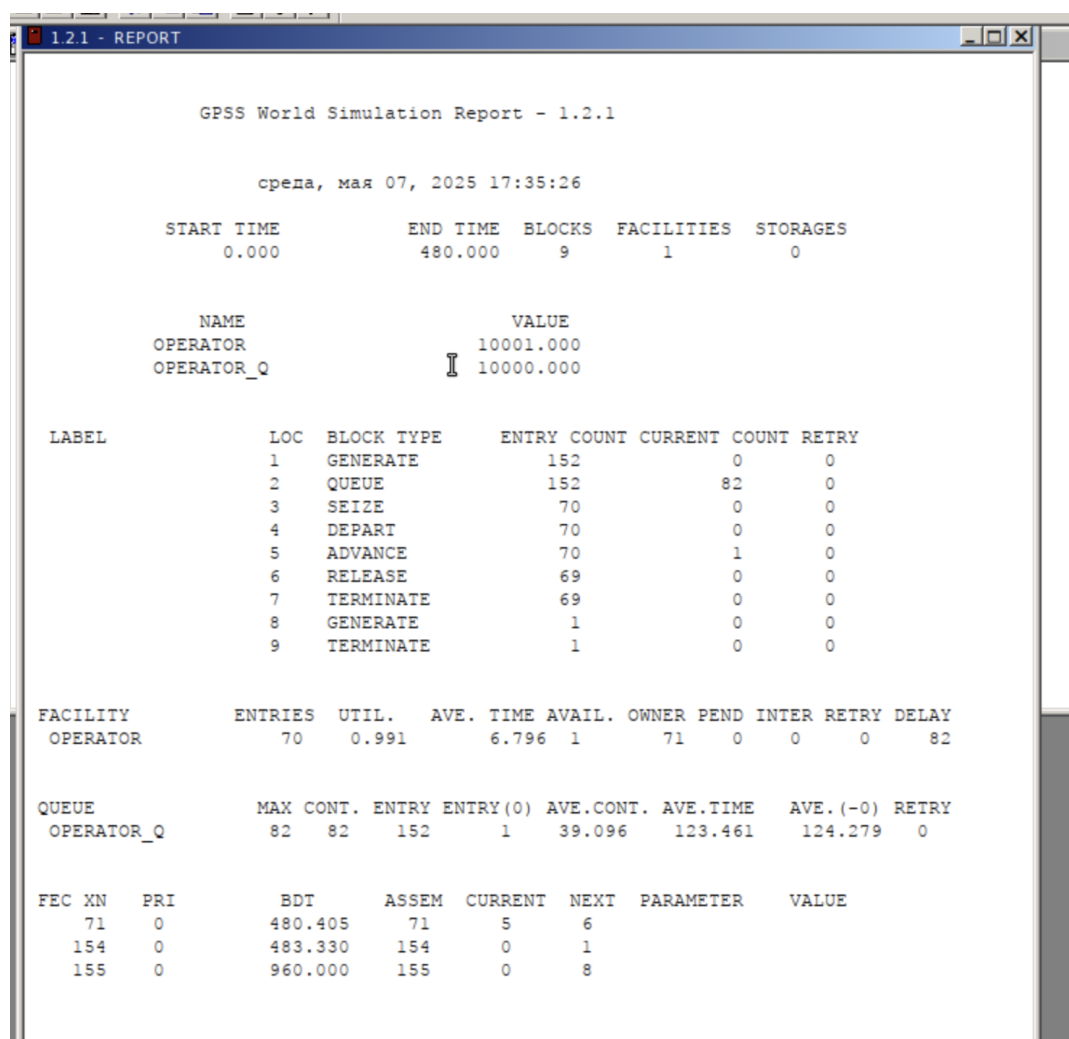 1.2.1 - REPORT
GPSS World Simulation Report - 1.2.1
среда, мая 07, 2025 17:35:26
START TIME END TIME BLOCKS FACILITIES STORAGES
0.000 480.000 9 1 0
NAME VALUE
OPERATOR 10001.000
OPERATOR_Q 10000.000
LABEL LOC BLOCK TYPE ENTRY COUNT CURRENT COUNT RETRY
1 GENERATE 152 0 0
2 QUEUE 152 82 0
3 SEIZE 70 0 0
4 DEPART 70 0 0
5 ADVANCE 70 1 0
6 RELEASE 69 0 0
7 TERMINATE 69 0 0
8 GENERATE 1 0 0
9 TERMINATE 1 0 0
FACILITY ENTRIES UTIL. AVE. TIME AVAIL. OWNER PEND INTER RETRY DELAY
OPERATOR 70 0.991 6.796 1 71 0 0 0 82
QUEUE MAX CONT. ENTRY ENTRY(0) AVE.CONT. AVE.TIME AVE.(-0) RETRY
OPERATOR_Q 82 82 152 1 39.096 123.461 124.279 0
FEC XN PRI BDT ASSEM CURRENT NEXT PARAMETER VALUE
71 0 480.405 71 5 6
154 0 483.330 154 0 1
155 0 960.000 155 0 8